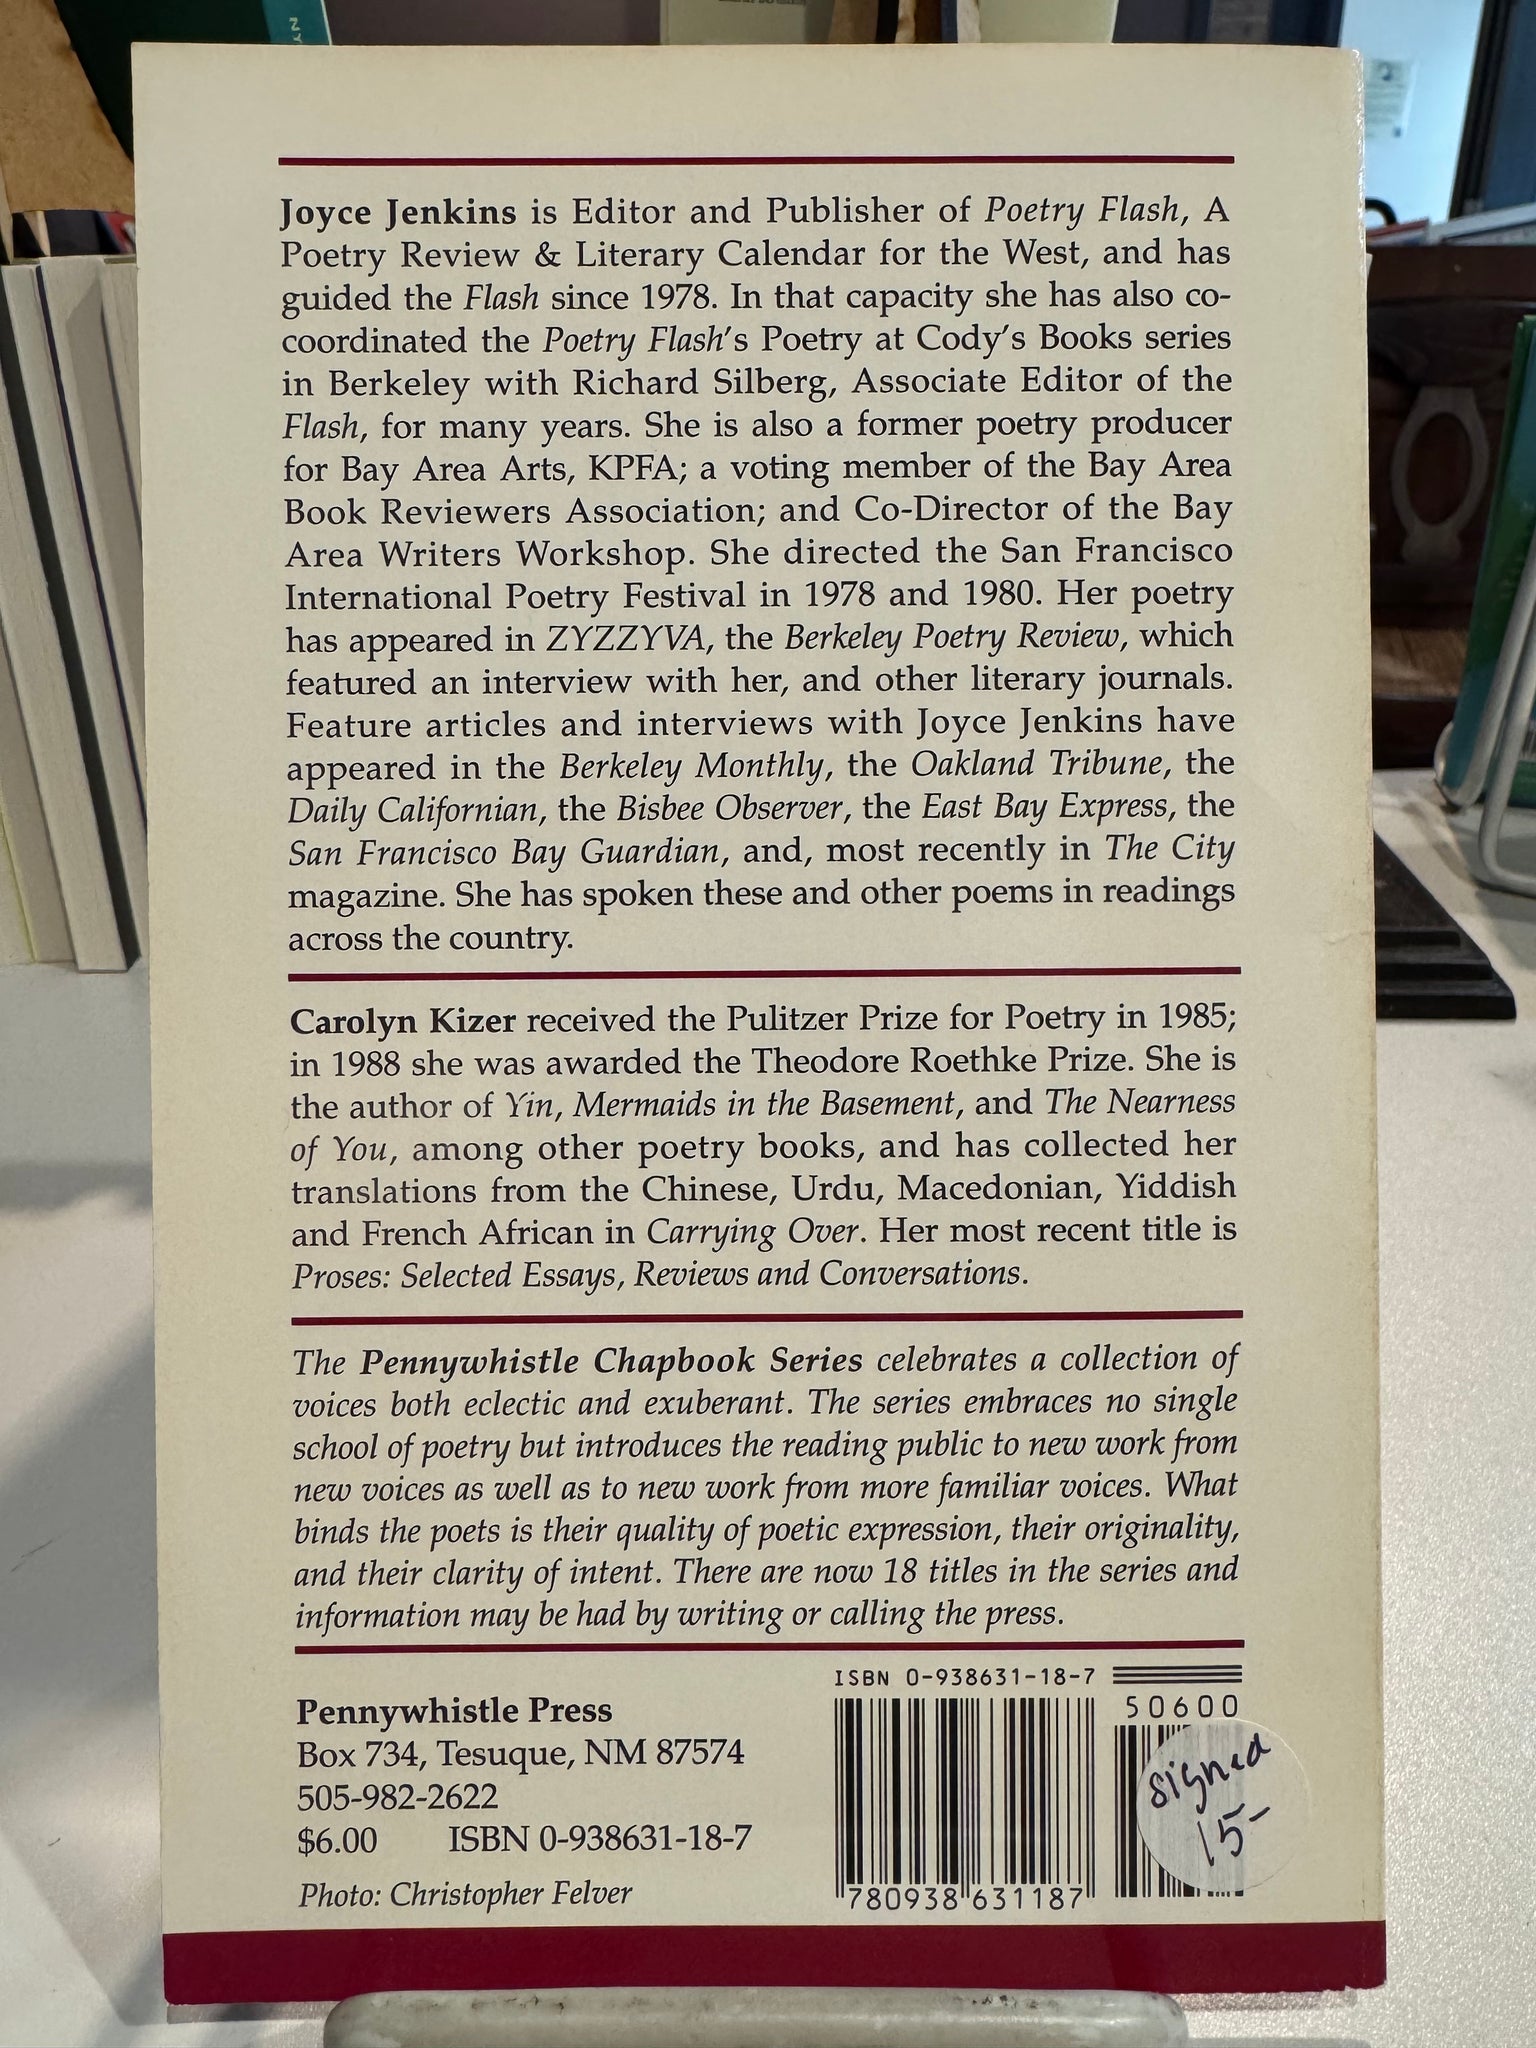 NY
Joyce Jenkins is Editor and Publisher of Poetry Flash, A
Poetry Review & Literary Calendar for the West, and has
guided the Flash since 1978. In that capacity she has also co-
coordinated the Poetry Flash's Poetry at Cody's Books series
in Berkeley with Richard Silberg, Associate Editor of the
Flash, for many years. She is also a former poetry producer
for Bay Area Arts, KPFA; a voting member of the Bay Area
Book Reviewers Association; and Co-Director of the Bay
Area Writers Workshop. She directed the San Francisco
International Poetry Festival in 1978 and 1980. Her poetry
has appeared in ZYZZYVA, the Berkeley Poetry Review, which
featured an interview with her, and other literary journals.
Feature articles and interviews with Joyce Jenkins have
appeared in the Berkeley Monthly, the Oakland Tribune, the
Daily Californian, the Bisbee Observer, the East Bay Express, the
San Francisco Bay Guardian, and, most recently in The City
magazine. She has spoken these and other poems in readings
across the country.
Carolyn Kizer received the Pulitzer Prize for Poetry in 1985;
in 1988 she was awarded the Theodore Roethke Prize. She is
the author of Yin, Mermaids in the Basement, and The Nearness
of You, among other poetry books, and has collected her
translations from the Chinese, Urdu, Macedonian, Yiddish
and French African in Carrying Over. Her most recent title is
Proses: Selected Essays, Reviews and Conversations.
The Pennywhistle Chapbook Series celebrates a collection of
voices both eclectic and exuberant. The series embraces no single
school of poetry but introduces the reading public to new work from
new voices as well as to new work from more familiar voices. What
binds the poets is their quality of poetic expression, their originality,
and their clarity of intent. There are now 18 titles in the series and
information may be had by writing or calling the press.
Pennywhistle Press
Box 734, Tesuque, NM 87574
505-982-2622
$6.00 ISBN 0-938631-18-7
Photo: Christopher Felver
ISBN 0-938631-18-7
50600
780938 631187
signed
15-